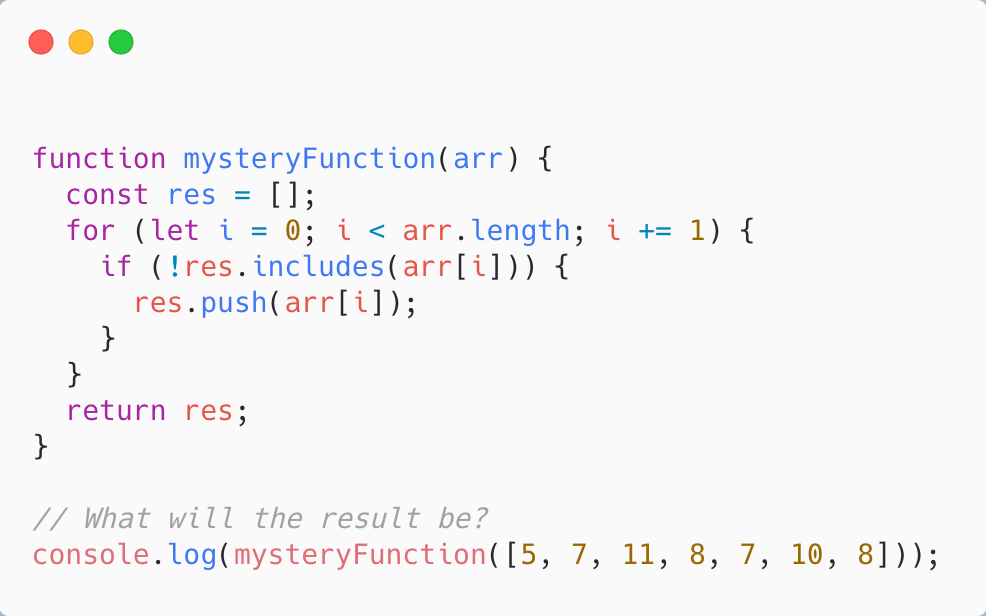 function mysteryFunction(arr) {
  const res = [];
  for (let i = 0; i < arr.length; i += 1) {
    if (!res.includes(arr[i])) {
      res.push(arr[i]);
    }
  }
  return res;
}

// What will the result be?
console.log(mysteryFunction([5, 7, 11, 8, 7, 10, 8]));